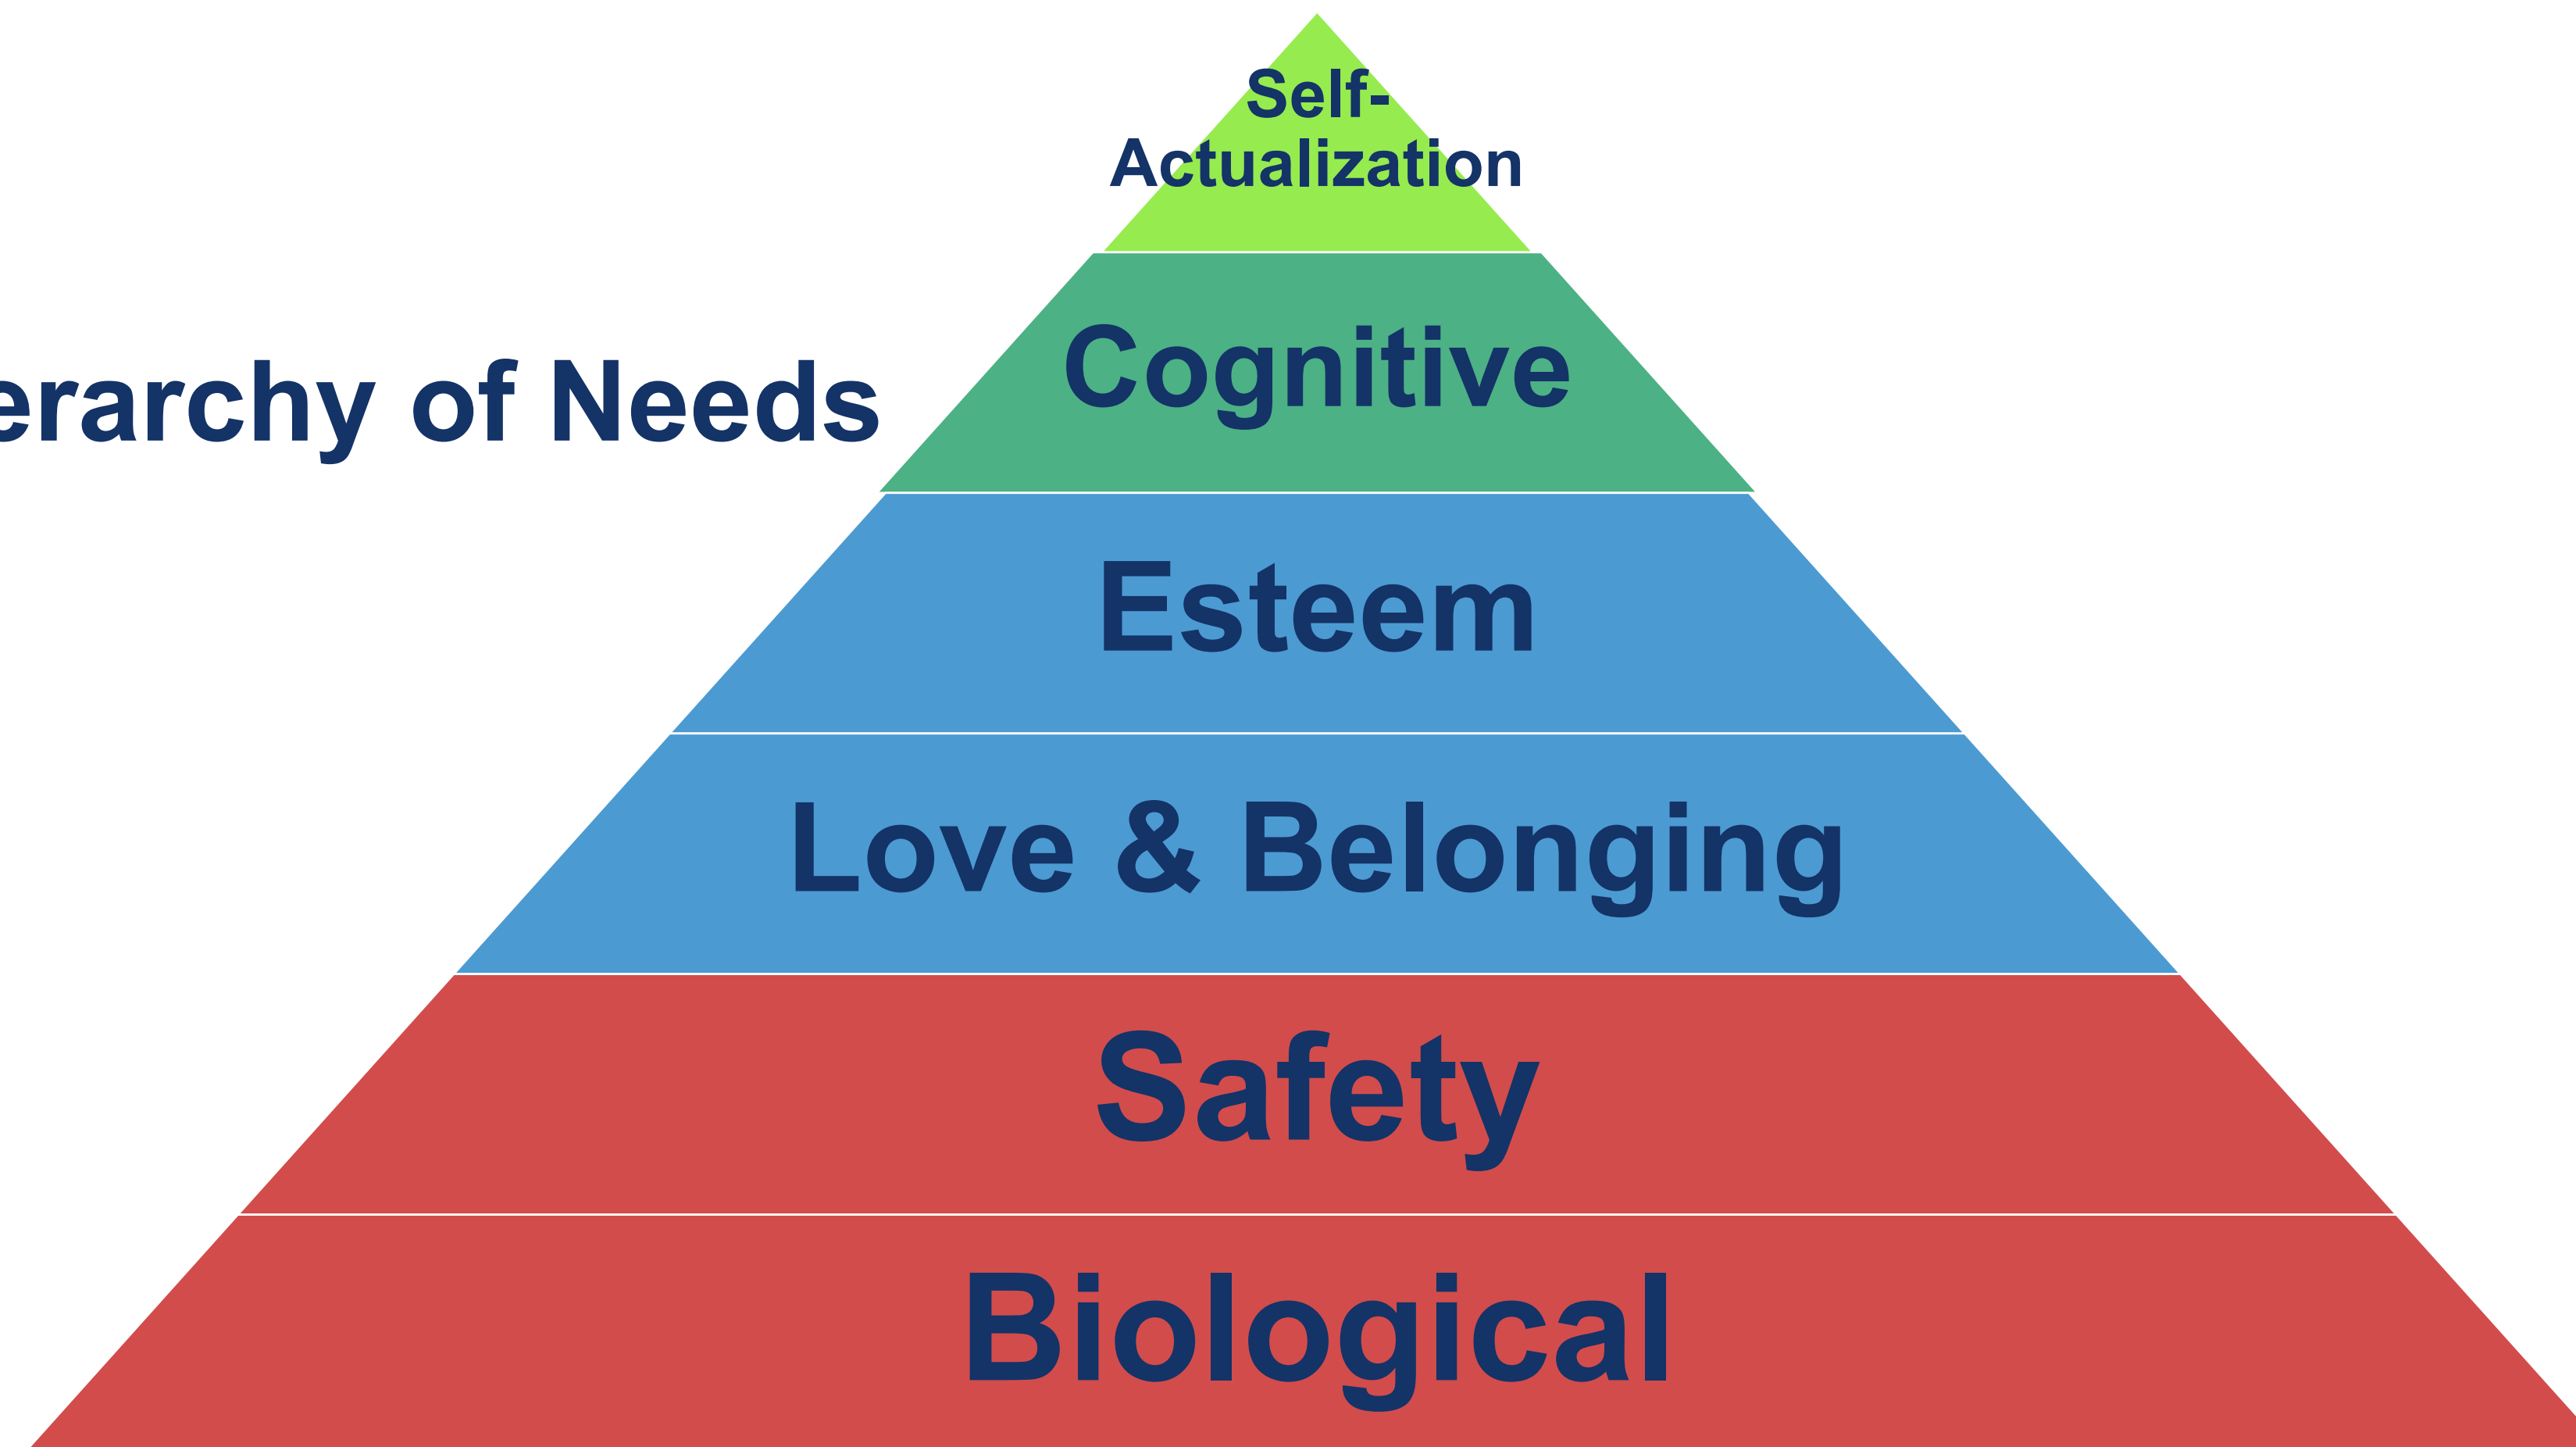 Self-
Actualization
Cognitive
erarchy of Needs
Esteem
Love & Belonging
Safety
Biological